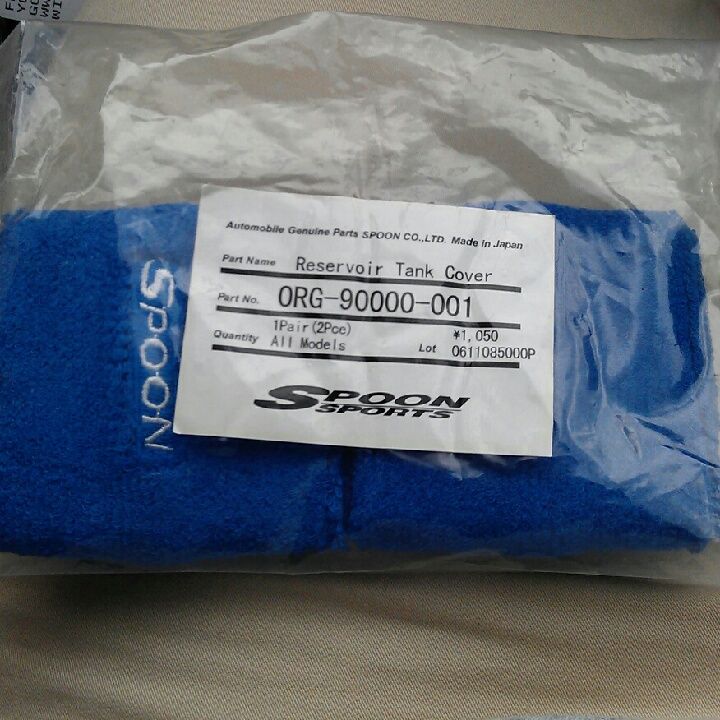 Automobile Genuine Parts SPOON CO.,LTD. Made in Japan
Part Name Reservoir Tank Cover
Part No. ORG-90000-001
1Pair(2Pce) ¥1,050
Quantity All Models Lot 0611085000P
SPOON
SPORTS
SPOON